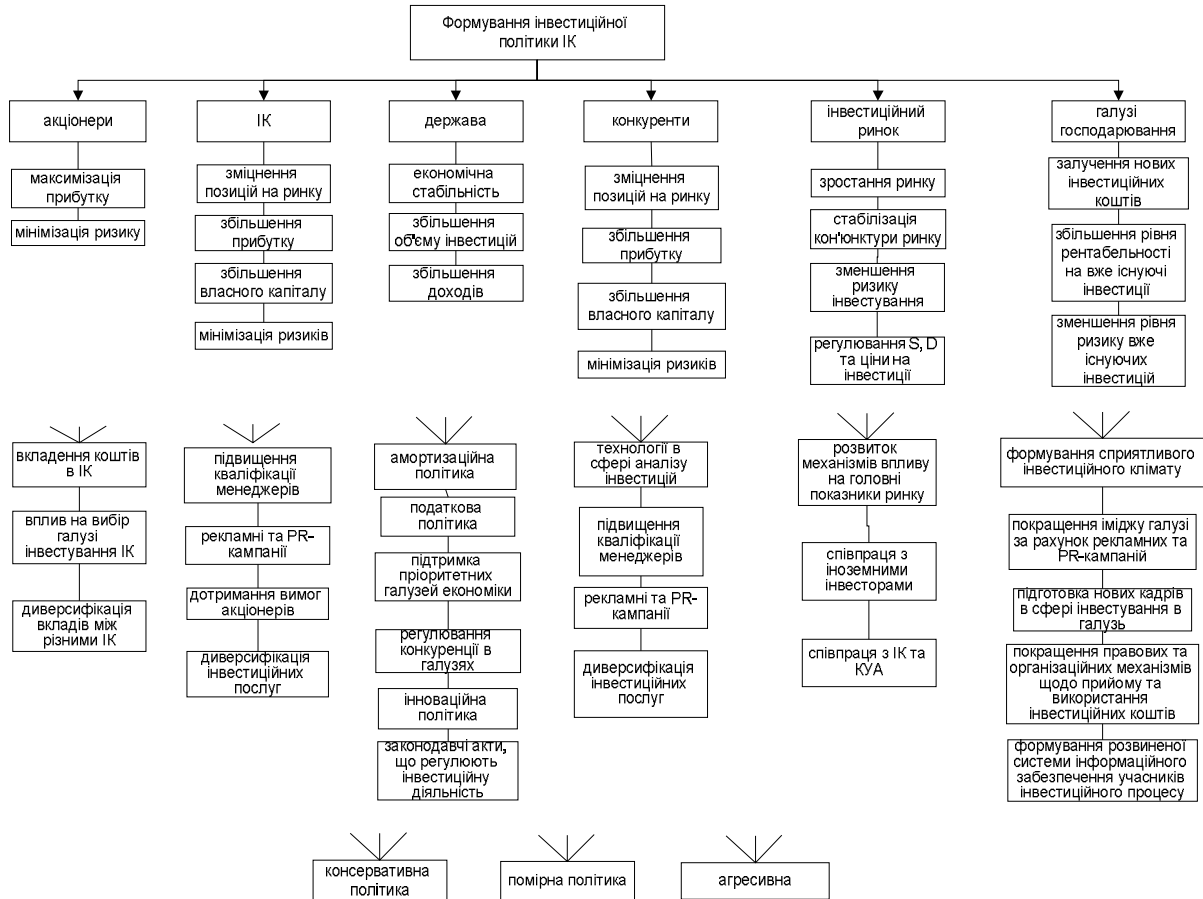 Формування інвестиційної
політики ІК
акціонери
ІК
держава
конкуренти
інвестиційний
ринок
галузі
господарювання
максимізація
прибутку
мінімізація ризику
зміцнення
позицій на ринку
збільшення
прибутку
збільшення
власного капіталу
мінімізація ризиків
економічна
стабільність
збільшення
об'єму інвестицій
збільшення
доходів
зміцнення
позицій на ринку
збільшення
прибутку
збільшення
власного капіталу
мінімізація ризиків
зростання ринку
стабілізація
кон'юнктури ринку
зменшення
ризику
інвестування
регулювання S, D
та ціни на
інвестиції
залучення нових
інвестиційних
коштів
збільшення рівня
рентабельності
на вже існуючі
інвестиції
зменшення рівня
ризику вже
існуючих
інвестицій
вкладення коштів
в ІК
вплив на вибір
галузі
інвестування ІК
диверсифікація
вкладів між
різними ІК
підвищення
кваліфікації
менеджерів
рекламні та PR-
кампанії
дотримання вимог
акціонерів
диверсифікація
інвестиційних
послуг
амортизаційна
політика
податкова
політика
підтримка
пріоритетних
галузей економіки
регулювання
конкуренції в
галузях
інноваційна
політика
законодавчі акти,
що регулюють
інвестиційну
діяльність
технології в
сфері аналізу
інвестицій
підвищення
кваліфікації
менеджерів
рекламні та PR-
кампанії
диверсифікація
інвестиційних
послуг
розвиток
механізмів впливу
на головні
показники ринку
співпраця з
іноземними
інвесторами
співпраця з ІК та
КУА
формування сприятливого
інвестиційного клімату
покращення іміджу галузі
за рахунок рекламних та
PR-кампаній
підготовка нових кадрів
в сфері інвестування в
галузь
покращення правових та
організаційних механізмів
щодо прийому та
використання
інвестиційних коштів
формування розвиненої
системи інформаційного
забезпечення учасників
інвестиційного процесу
консервативна
політика
помірна політика
агресивна